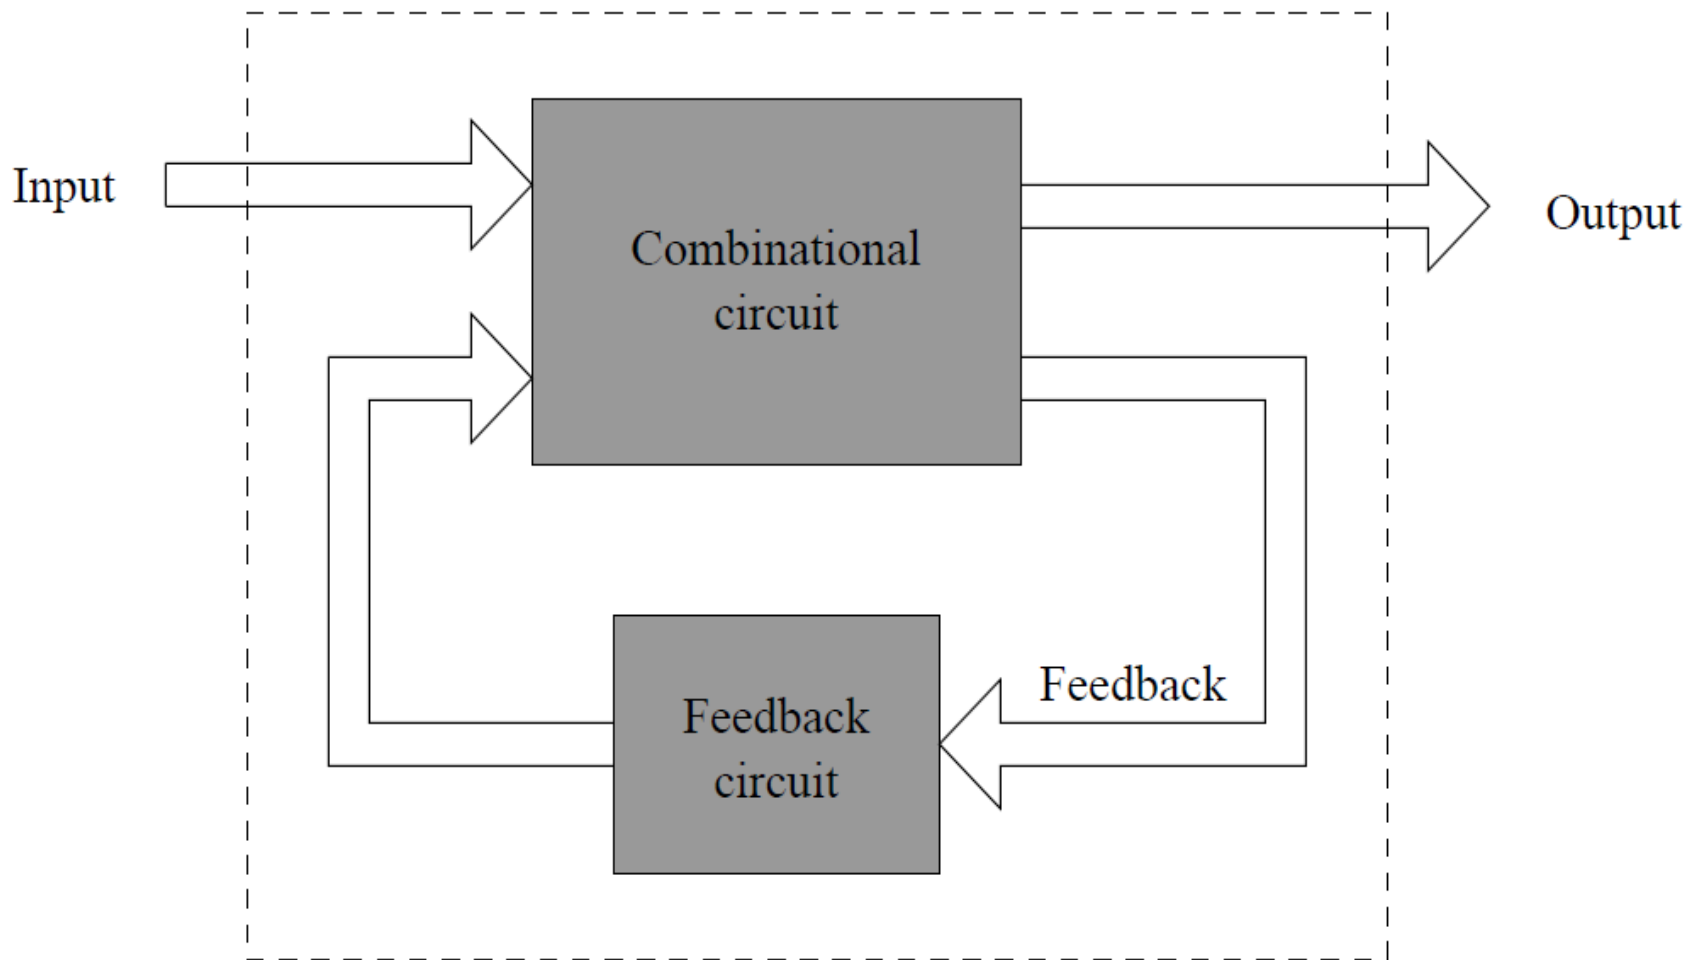 Input
Combinational
circuit
Output
Feedback
Feedback
circuit